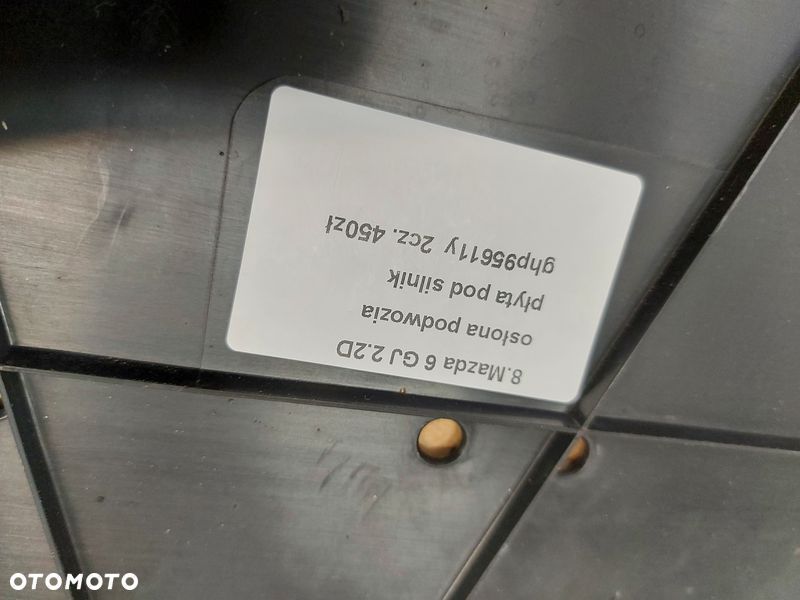 8.Mazda 6 GJ 2.2D
osłona podwozia
płyta pod silnik
ghp95611y 2cz. 450zł
OTOMOTO